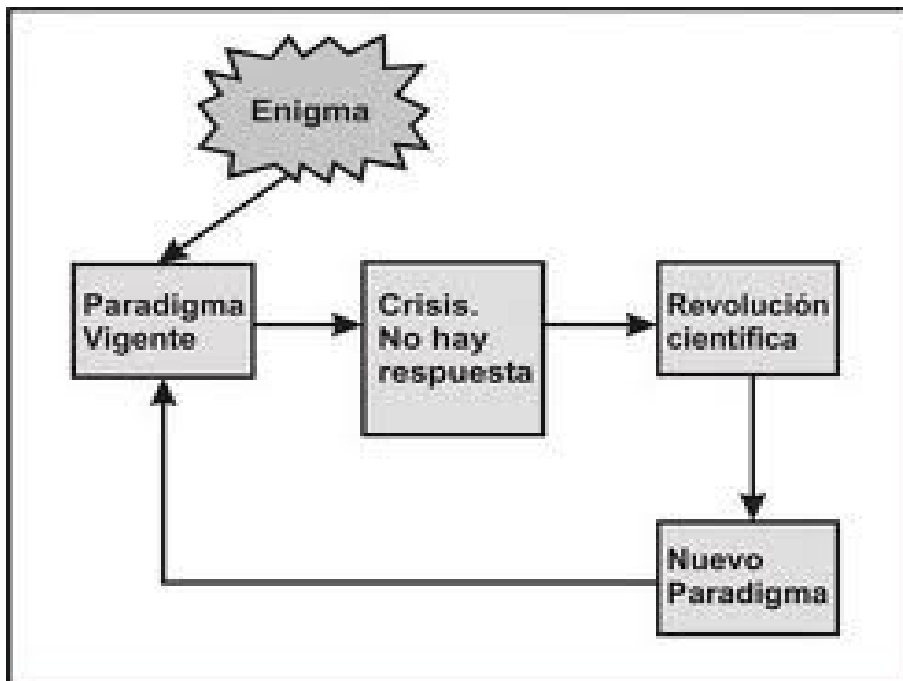 Enigma
Paradigma
Vigente
Crisis.
No hay
respuesta
Revolución
científica
Nuevo
Paradigma